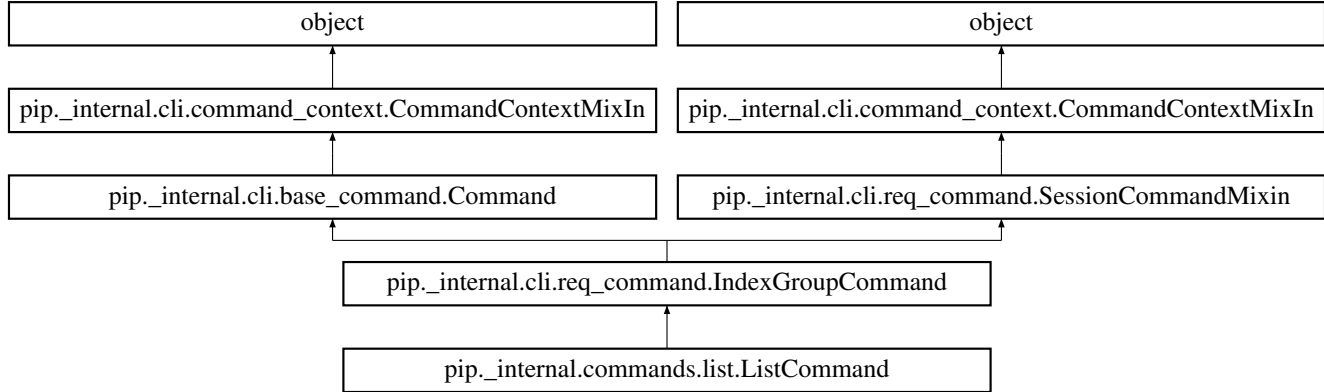 object
object
pip._internal.cli.command_context.CommandContextMixIn
pip._internal.cli.command_context.CommandContextMixIn
pip._internal.cli.base_command.Command
pip._internal.cli.req_command.SessionCommandMixin
pip._internal.cli.req_command.IndexGroupCommand
pip._internal.commands.list.ListCommand